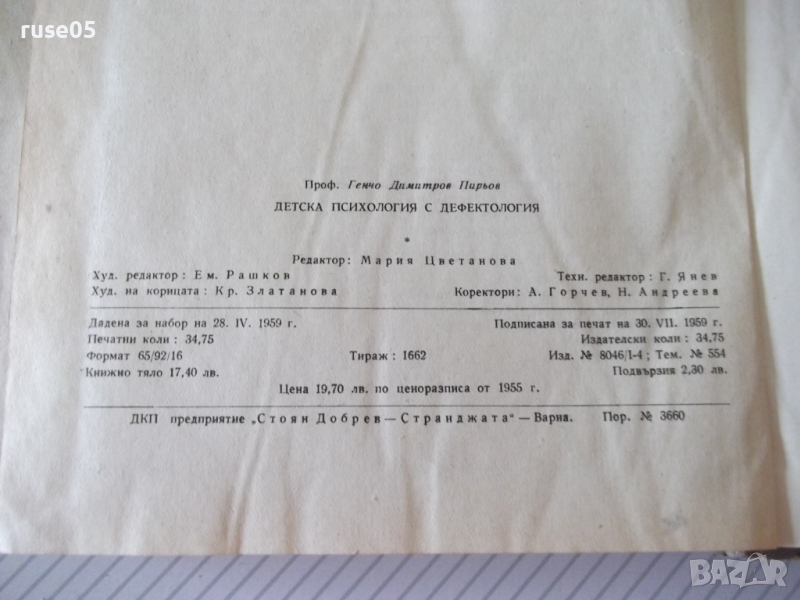 ruse05
Проф. Генчо Димитров Пирьов
ДЕТСКА ПСИХОЛОГИЯ С ДЕФЕКТОЛОГИЯ
*
Редактор: Мария Цветанова
Худ. редактор: Ем. Рашков Техн. редактор: Г. Янев
Худ. на корицата: Кр. Златанова Коректори: А. Горчев, Н. Андреева
Дадена за набор на 28. IV. 1959 г. Подписана за печат на 30. VII. 1959 г.
Печатни коли: 34,75 Издателски коли: 34,75
Формат 65/92/16 Тираж: 1662 Изд. № 8046/I-4; Тем. № 554
Книжно тяло 17,40 лв. Подвързия 2,30 лв.
Цена 19,70 лв. по ценоразпис от 1955 г.
ДКП предприятие „Стоян Добрев—Странджата“ — Варна. Пор. № 3660
BAZAR
bazar.bg